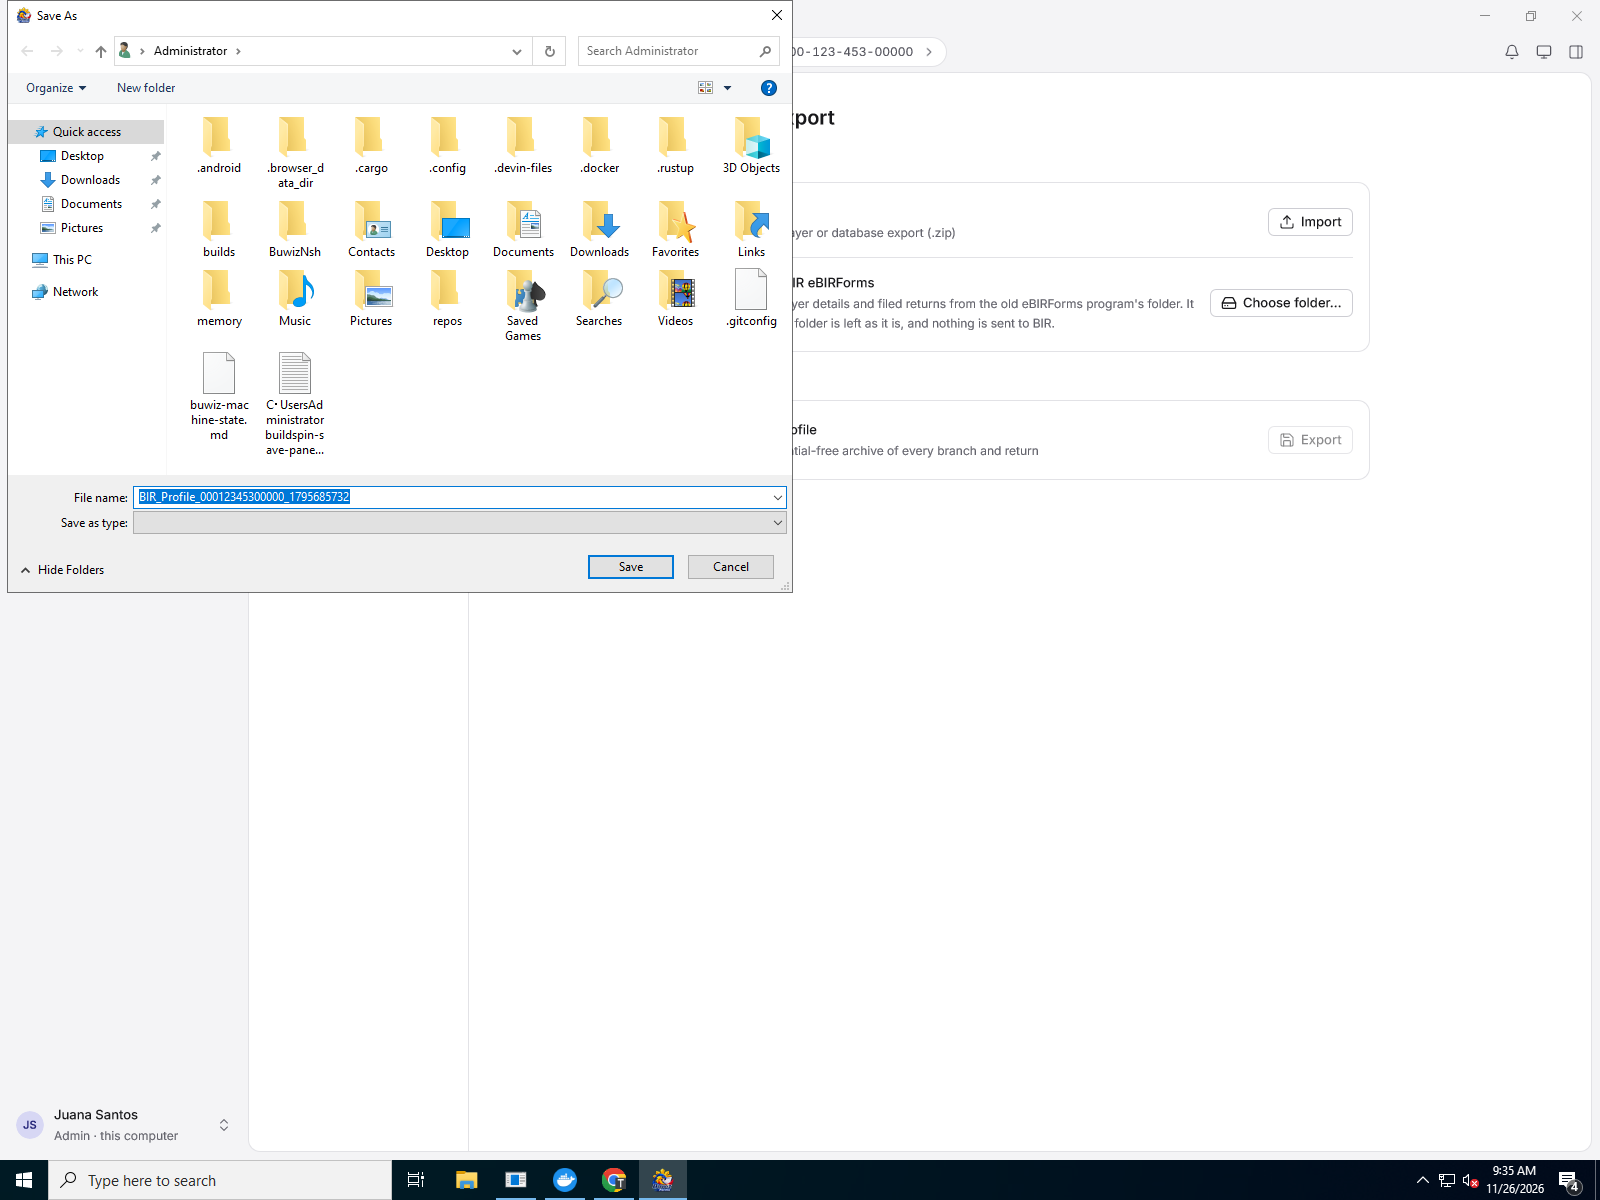 Save As
Administrator
Search Administrator
Organize
New folder
Quick access
Desktop
Downloads
Documents
Pictures
This PC
Network
.android
.browser_d
ata_dir
.cargo
.config
.devin-files
.docker
.rustup
3D Objects
builds
BuwizNsh
Contacts
Desktop
Documents
Downloads
Favorites
Links
memory
Music
Pictures
repos
Saved
Games
Searches
Videos
.gitconfig
buwiz-mac
hine-state.
md
C·UsersAd
ministrator
buildspin-s
ave-pane...
File name:
BIR_Profile_00012345300000_1795685732
Save as type:
Hide Folders
Save
Cancel
00-123-453-00000
port
Import
ayer or database export (.zip)
IR eBIRForms
yer details and filed returns from the old eBIRForms program's folder. It
folder is left as it is, and nothing is sent to BIR.
Choose folder...
ofile
tial-free archive of every branch and return
Export
JS
Juana Santos
Admin · this computer
Type here to search
T
9:35 AM
11/26/2026
4